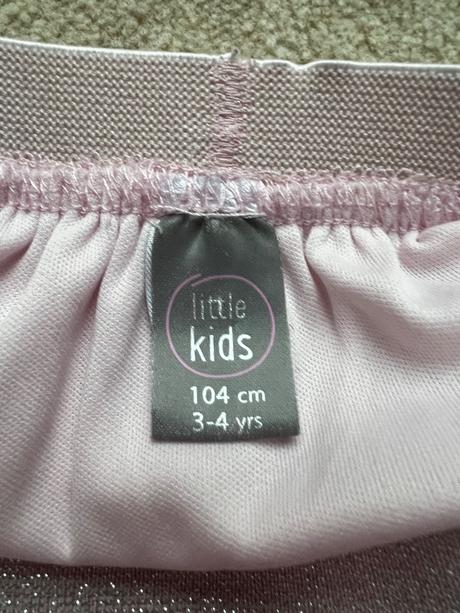 little
kids
104 cm
3-4 yrs